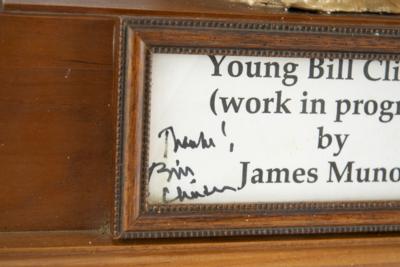 Young Bill Cli
(work in progr
by
James Muno
Thanks!,
Bill
Clinton